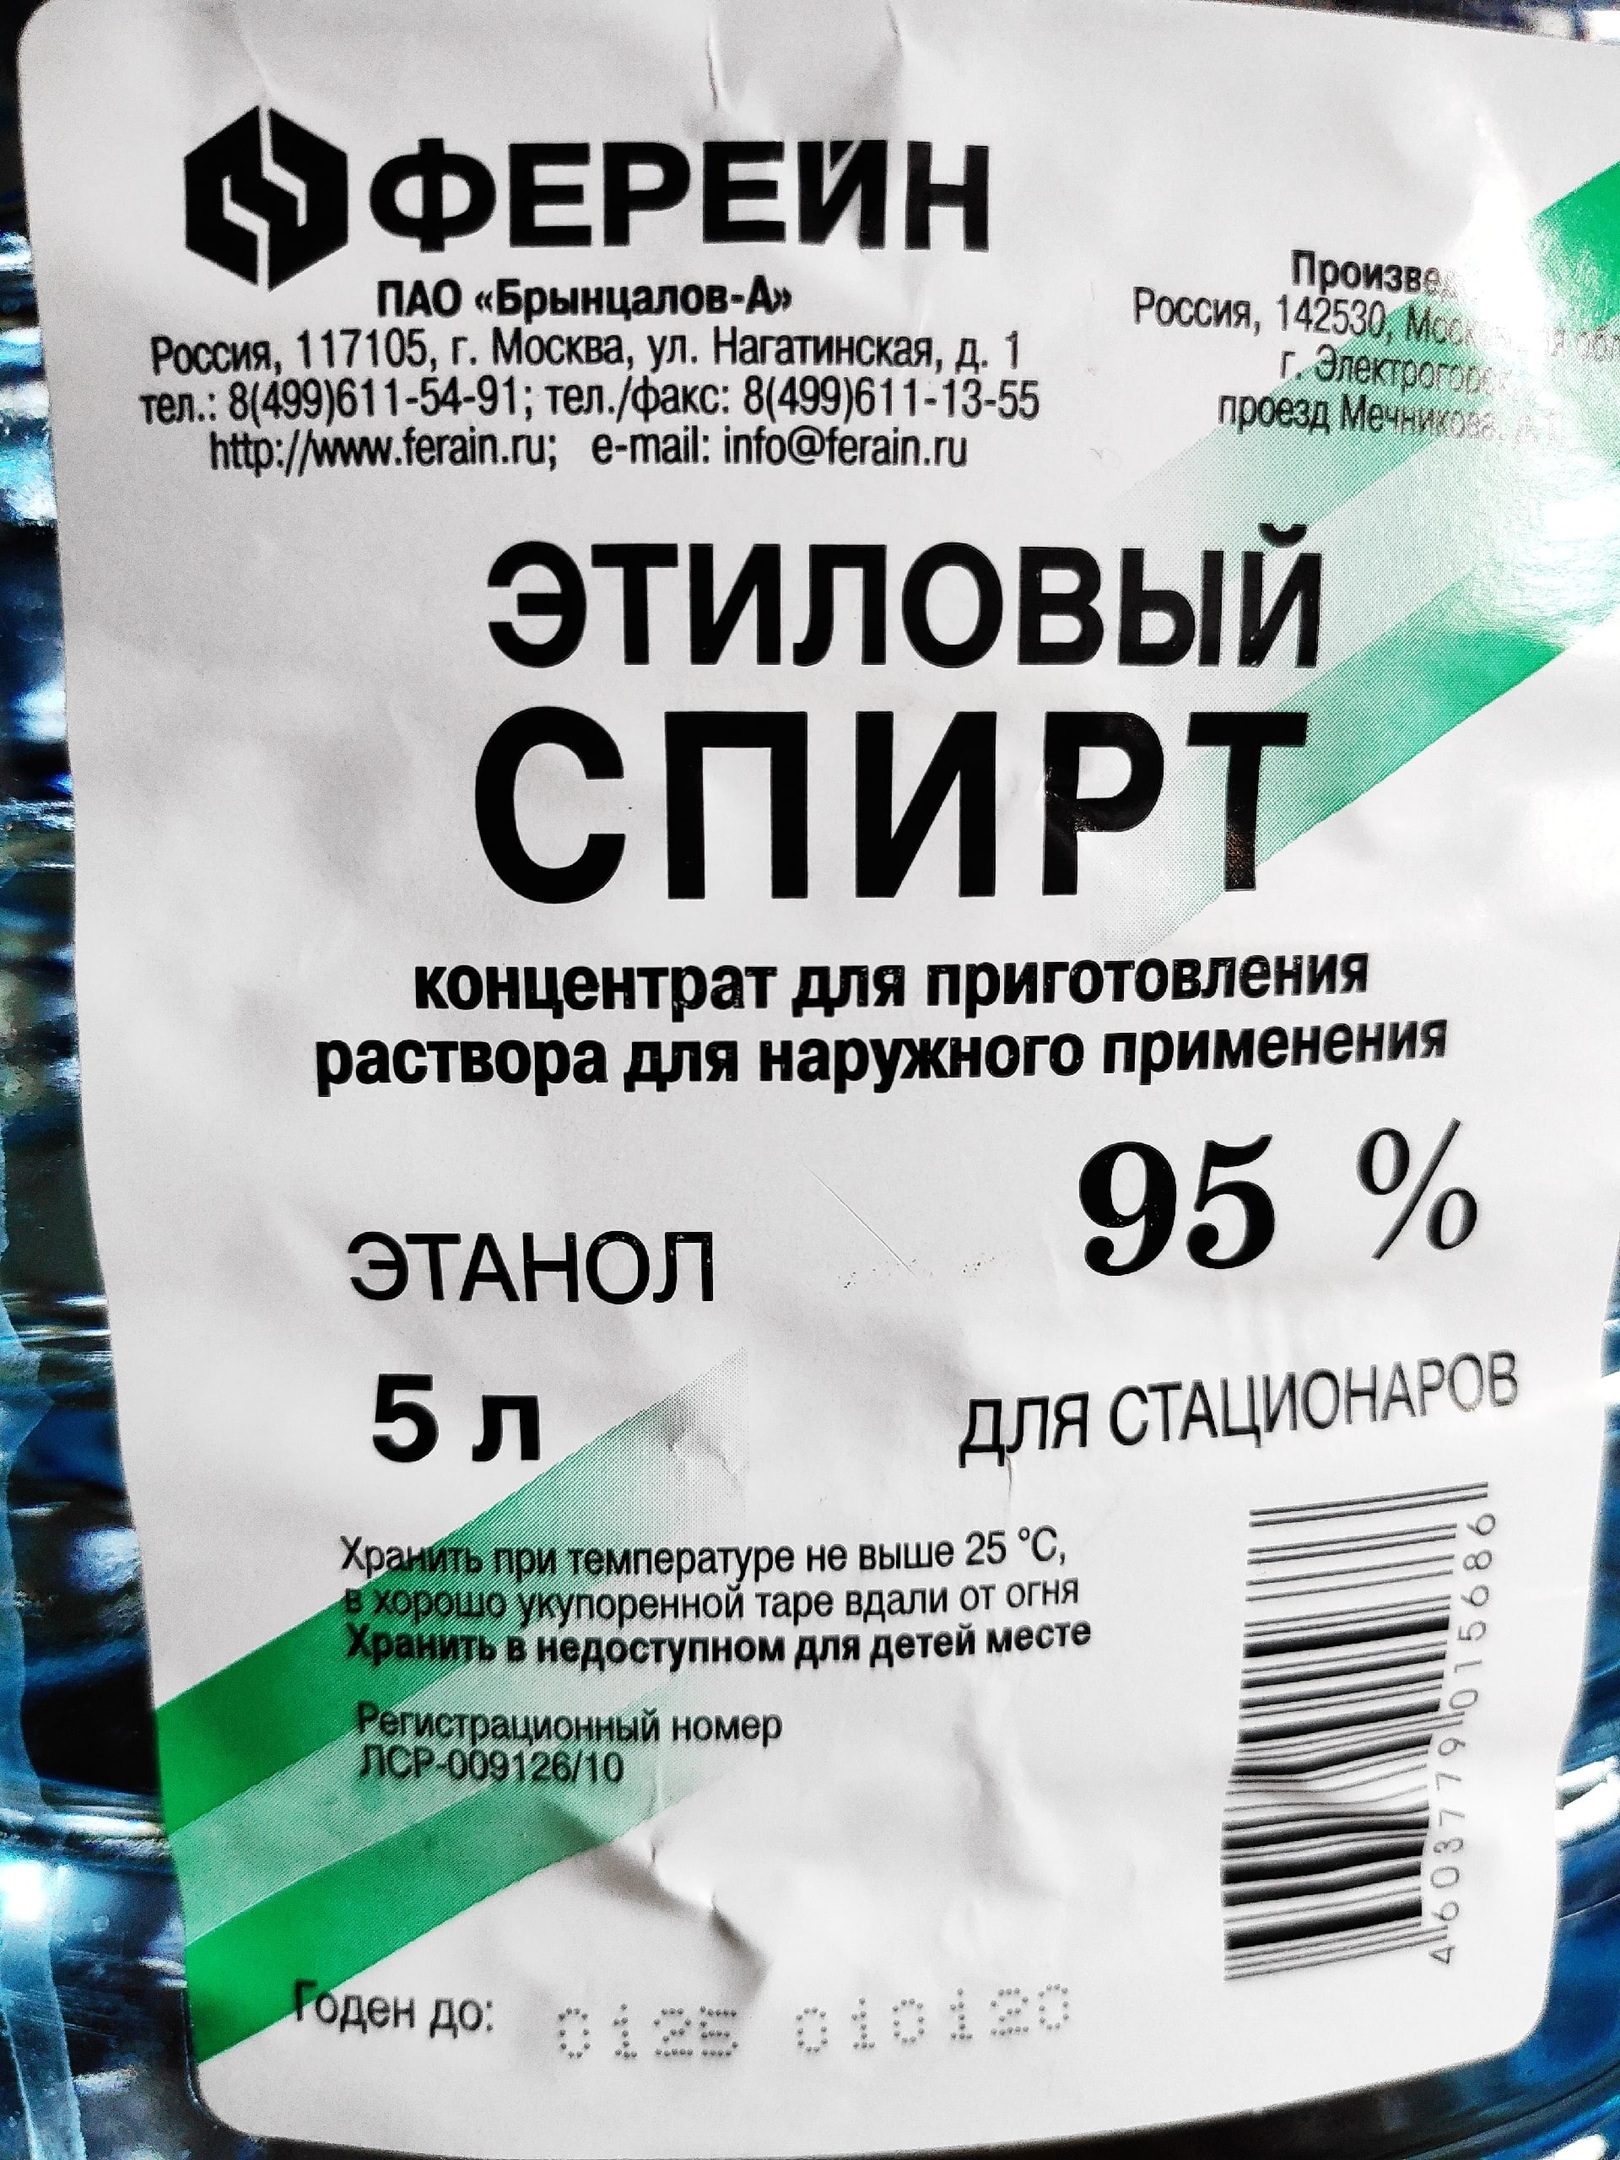 ФЕРЕЙН
ПАО «Брынцалов-А»
Россия, 117105, г. Москва, ул. Нагатинская, д. 1
тел.: 8(499)611-54-91; тел./факс: 8(499)611-13-55
http://www.ferain.ru; e-mail: info@ferain.ru
Россия, 142530,
г.
проезд Мечникова,
ЭТИЛОВЫЙ
СПИРТ
концентрат для приготовления
раствора для наружного применения
95 %
ЭТАНОЛ
5 л
ДЛЯ СТАЦИОНАРОВ
Хранить при температуре не выше 25 °С,
в хорошо укупоренной таре вдали от огня
Хранить в недоступном для детей месте
Регистрационный номер
ЛСР-009126/10
4 603779 015686
Годен до: 0125 010120